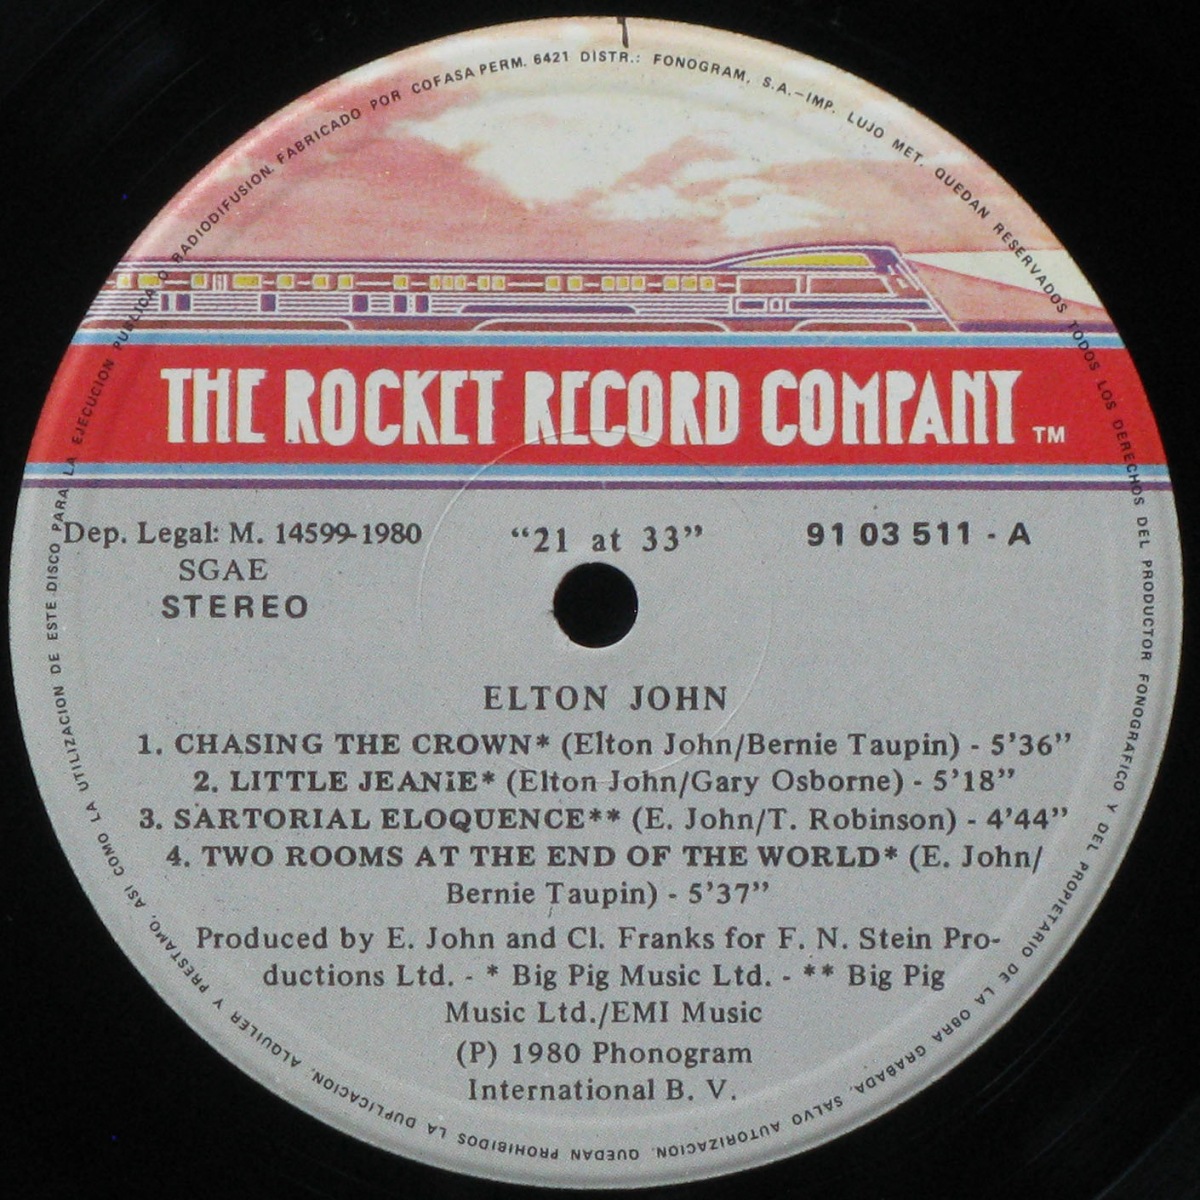 FABRICADO POR COFASA PERM. 6421 DISTR.: FONOGRAM, S.A.-IMP. LUJO MET. QUEDAN RESERVADOS TODOS LOS DERECHOS DEL PRODUCTOR FONOGRAFICO Y DEL PROPIETARIO DE LA OBRA GRABADA, SALVO AUTORIZACION, QUEDAN PROHIBIDOS LA DUPLICACION, ALQUILER Y PRESTAMO, ASI COMO LA UTILIZACION DE ESTE DISCO PARA LA EJECUCION PUBLICA O RADIODIFUSION.
THE ROCKET RECORD COMPANY TM
Dep. Legal: M. 14599-1980
SGAE
STEREO
"21 at 33"
91 03 511 - A
ELTON JOHN
1. CHASING THE CROWN* (Elton John/Bernie Taupin) - 5'36"
2. LITTLE JEANiE* (Elton John/Gary Osborne) - 5'18"
3. SARTORIAL ELOQUENCE** (E. John/T. Robinson) - 4'44"
4. TWO ROOMS AT THE END OF THE WORLD* (E. John/
Bernie Taupin) - 5'37"
Produced by E. John and Cl. Franks for F. N. Stein Pro-
ductions Ltd. - * Big Pig Music Ltd. - ** Big Pig
Music Ltd./EMI Music
(P) 1980 Phonogram
International B. V.